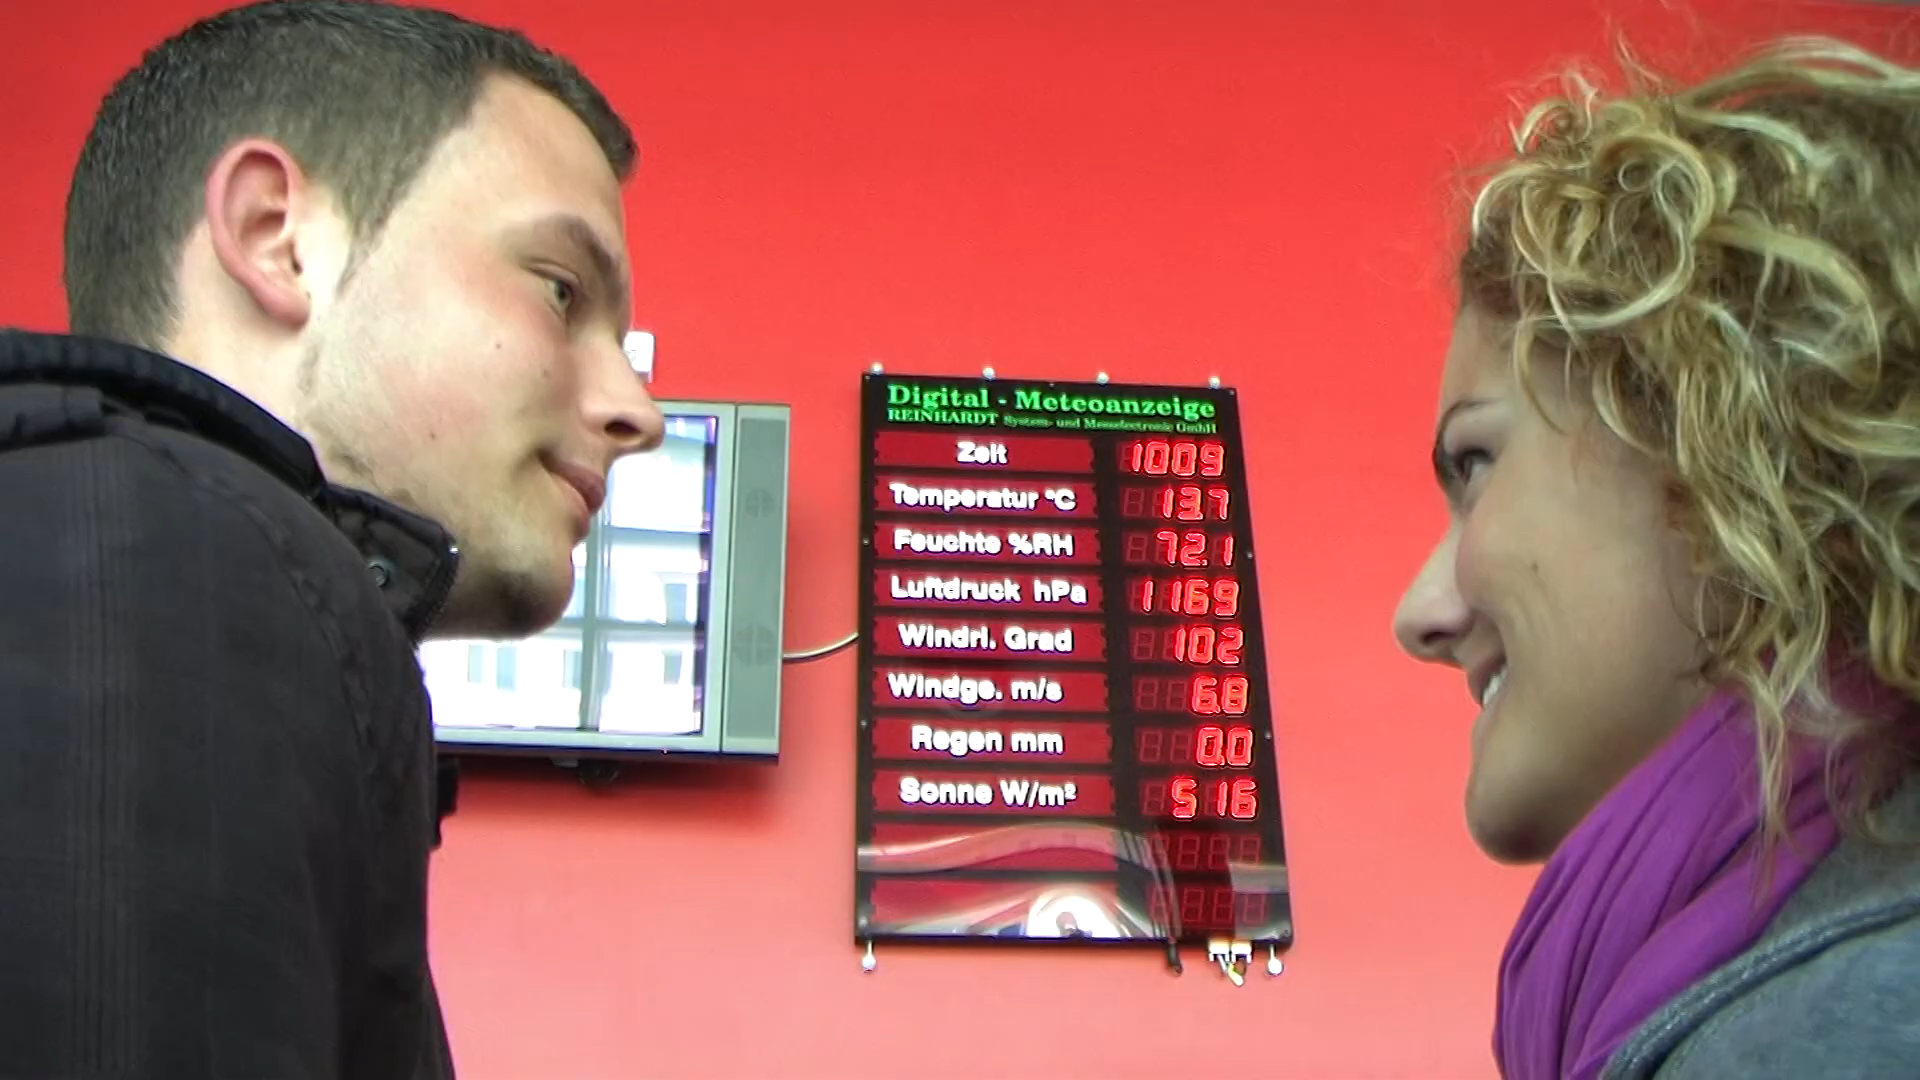 Digital - Meteoanzeige
REINHARDT System- und Messelectronic GmbH
Zeit 1009
Temperatur °C 13.7
Feuchte %RH 72.1
Luftdruck hPa 1169
Windri. Grad 102
Windge. m/s 6.8
Regen mm 0.0
Sonne W/m² 516